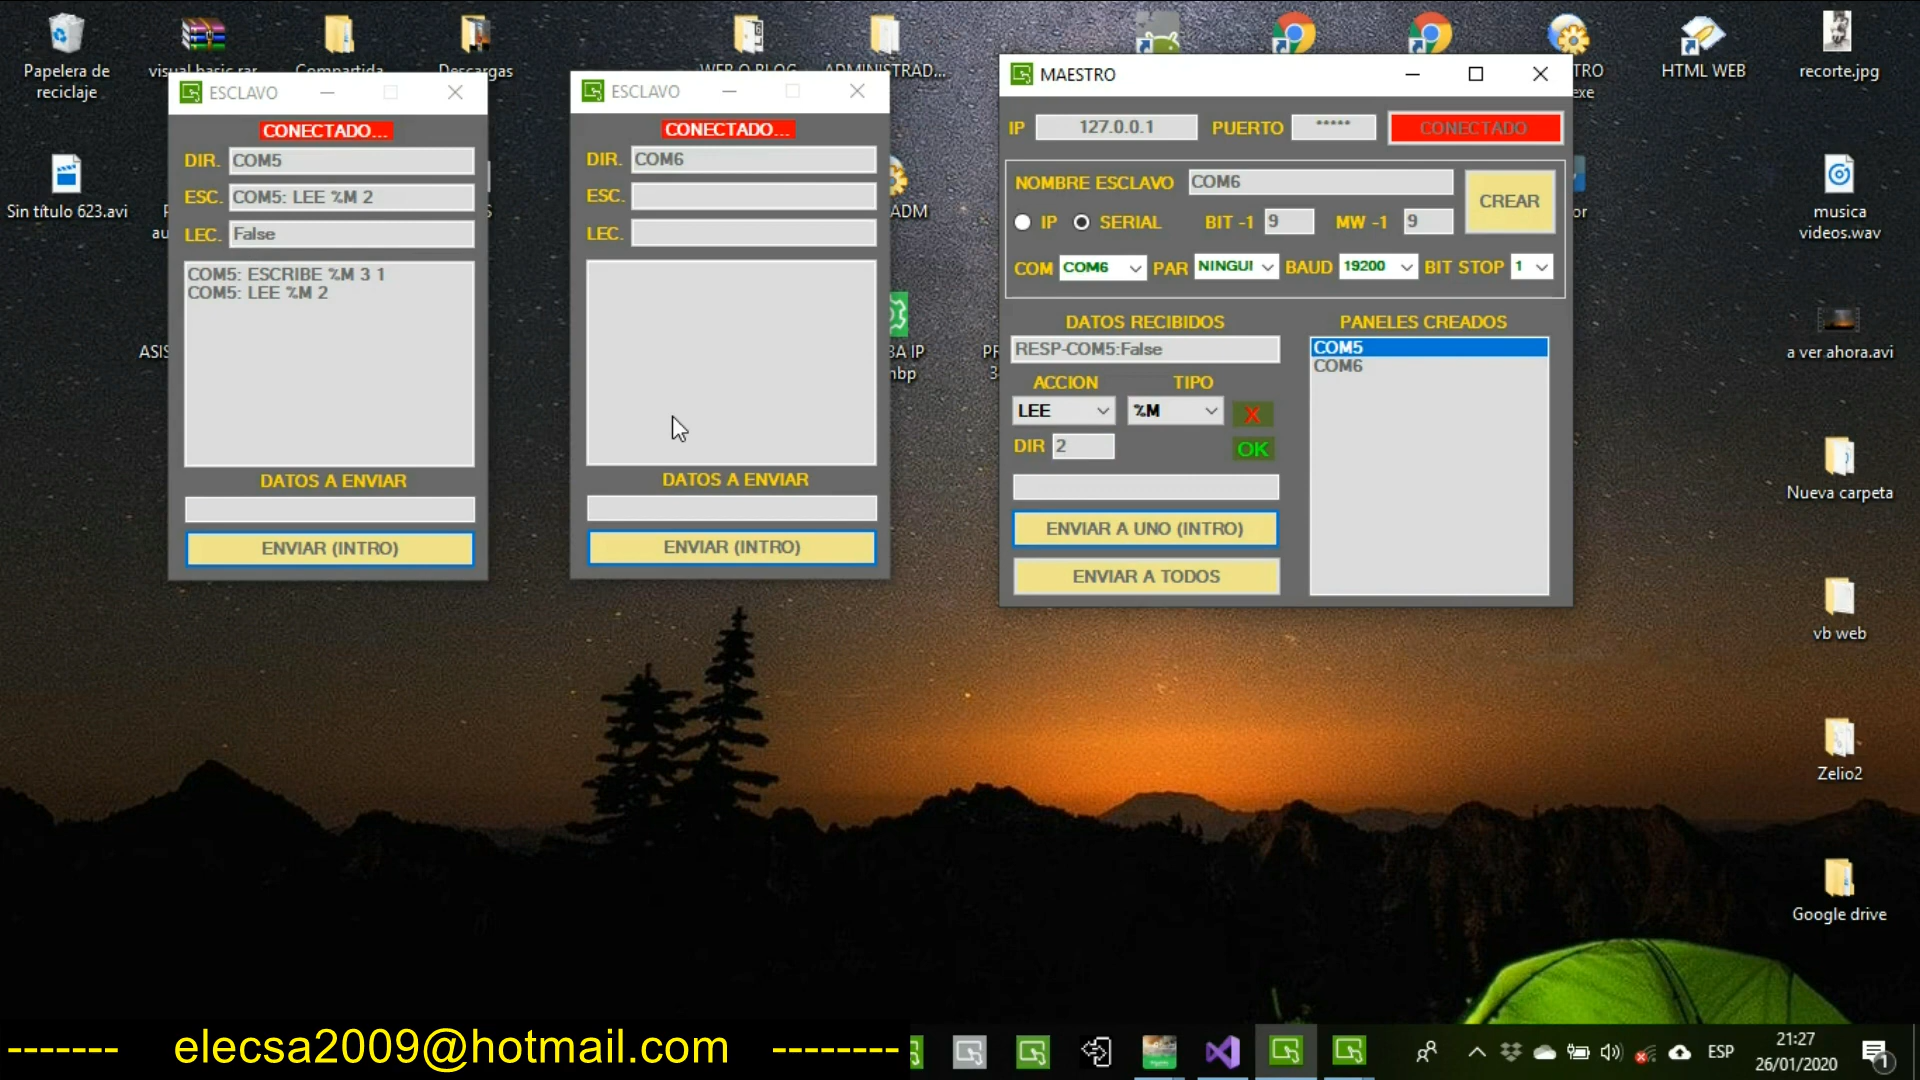 Papelera de
reciclaje
Compartida
Descargas
WEB O BLOG
ADMINISTRAD...
HTML WEB
recorte.jpg
Sin título 623.avi
musica
videos.wav
a ver ahora.avi
Nueva carpeta
vb web
Zelio2
Google drive
ESCLAVO
CONECTADO...
DIR. COM5
ESC. COM5: LEE %M 2
LEC. False
COM5: ESCRIBE %M 3 1
COM5: LEE %M 2
DATOS A ENVIAR
ENVIAR (INTRO)
ESCLAVO
CONECTADO...
DIR. COM6
ESC.
LEC.
DATOS A ENVIAR
ENVIAR (INTRO)
MAESTRO
IP 127.0.0.1 PUERTO ***** CONECTADO
NOMBRE ESCLAVO COM6 CREAR
IP SERIAL BIT -1 9 MW -1 9
COM COM6 PAR NINGUI BAUD 19200 BIT STOP 1
DATOS RECIBIDOS PANELES CREADOS
RESP-COM5:False COM5
COM6
ACCION TIPO
LEE %M X
DIR 2 OK
ENVIAR A UNO (INTRO)
ENVIAR A TODOS
------- elecsa2009@hotmail.com --------
ESP
21:27
26/01/2020
1